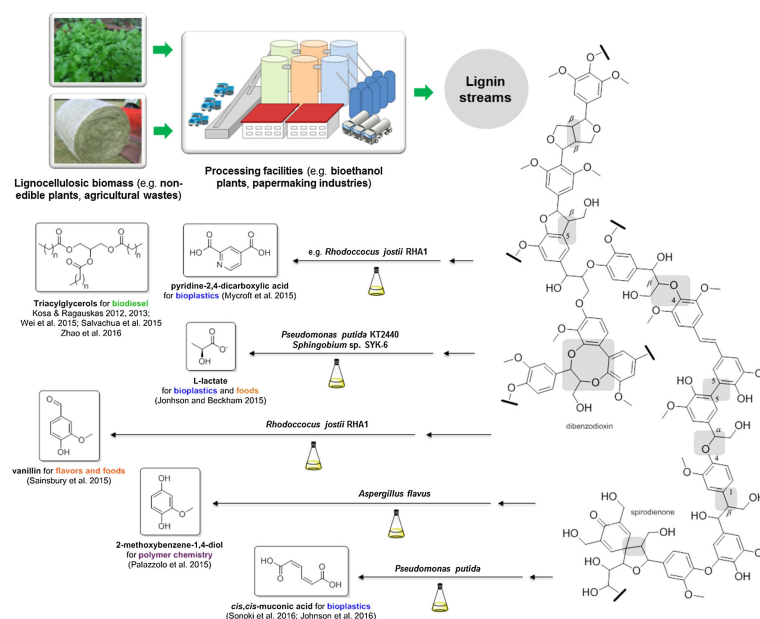 Lignin
streams
Lignocellulosic biomass (e.g. non-
edible plants, agricultural wastes)
Processing facilities (e.g. bioethanol
plants, papermaking industries)
Triacylglycerols for biodiesel
Kosa & Ragauskas 2012, 2013;
Wei et al. 2015; Salvachua et al. 2015
Zhao et al. 2016
pyridine-2,4-dicarboxylic acid
for bioplastics (Mycroft et al. 2015)
e.g. Rhodoccocus jostii RHA1
L-lactate
for bioplastics and foods
(Jonhson and Beckham 2015)
Pseudomonas putida KT2440
Sphingobium sp. SYK-6
vanillin for flavors and foods
(Sainsbury et al. 2015)
Rhodoccocus jostii RHA1
2-methoxybenzene-1,4-diol
for polymer chemistry
(Palazzolo et al. 2015)
Aspergillus flavus
cis,cis-muconic acid for bioplastics
(Sonoki et al. 2016; Johnson et al. 2016)
Pseudomonas putida
dibenzodioxin
spirodienone